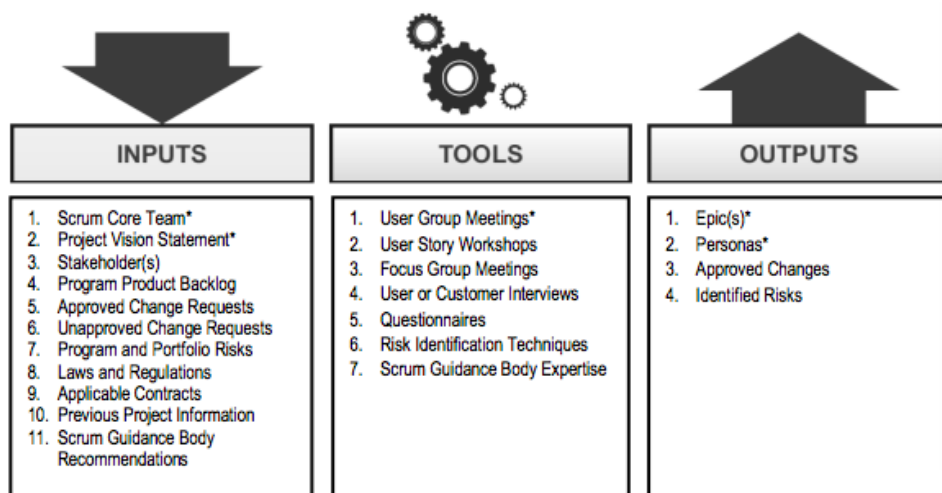 INPUTS
1. Scrum Core Team*
2. Project Vision Statement*
3. Stakeholder(s)
4. Program Product Backlog
5. Approved Change Requests
6. Unapproved Change Requests
7. Program and Portfolio Risks
8. Laws and Regulations
9. Applicable Contracts
10. Previous Project Information
11. Scrum Guidance Body
Recommendations
TOOLS
1. User Group Meetings*
2. User Story Workshops
3. Focus Group Meetings
4. User or Customer Interviews
5. Questionnaires
6. Risk Identification Techniques
7. Scrum Guidance Body Expertise
OUTPUTS
1. Epic(s)*
2. Personas*
3. Approved Changes
4. Identified Risks